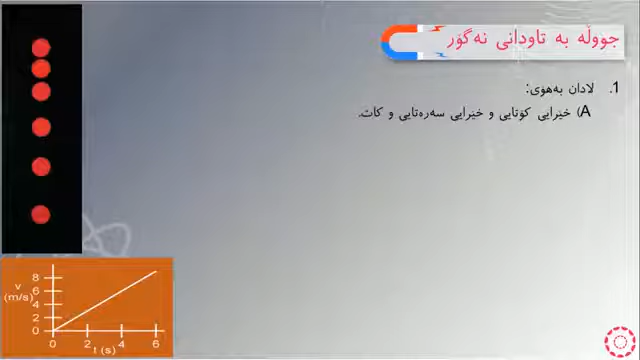 جووڵە بە تاودانی نەگۆڕ
1. لادان بەهۆی:
A) خێرایی کۆتایی و خێرایی سەرەتایی و کات.
v
(m/s)
8
6
4
2
0
0 2 4 6
t (s)